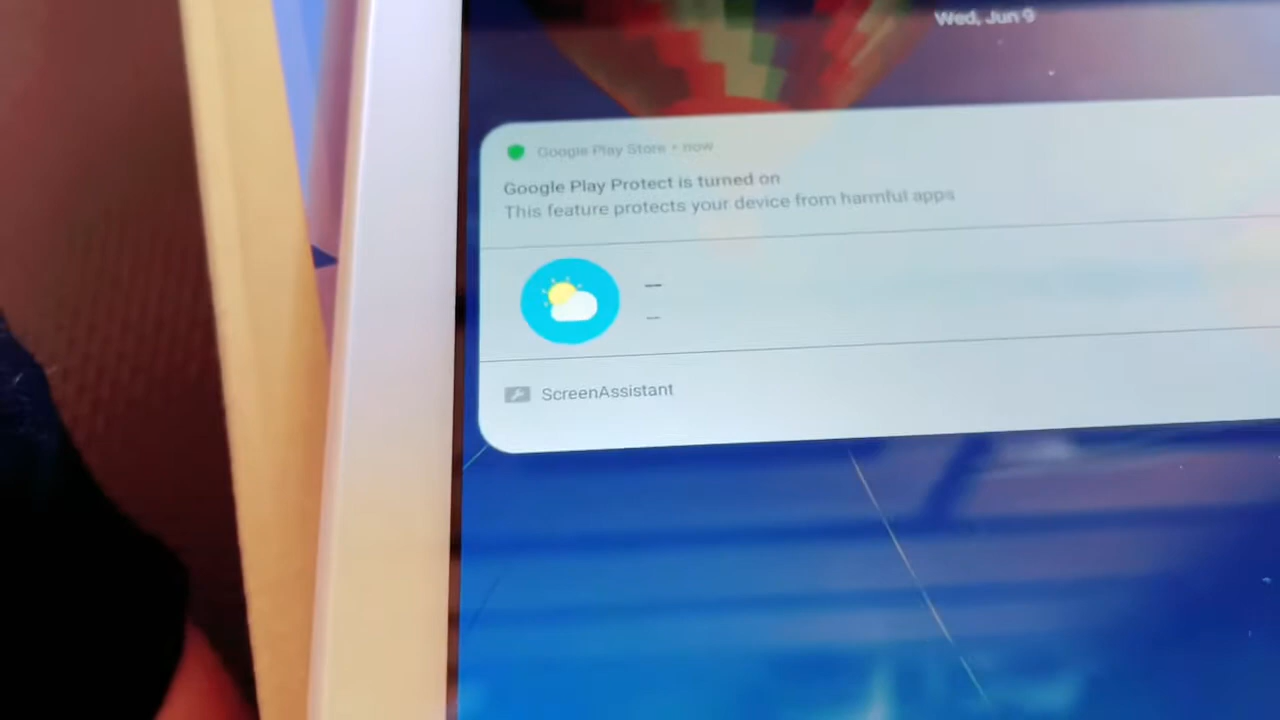 Wed, Jun 9
Google Play Store • now
Google Play Protect is turned on
This feature protects your device from harmful apps
ScreenAssistant